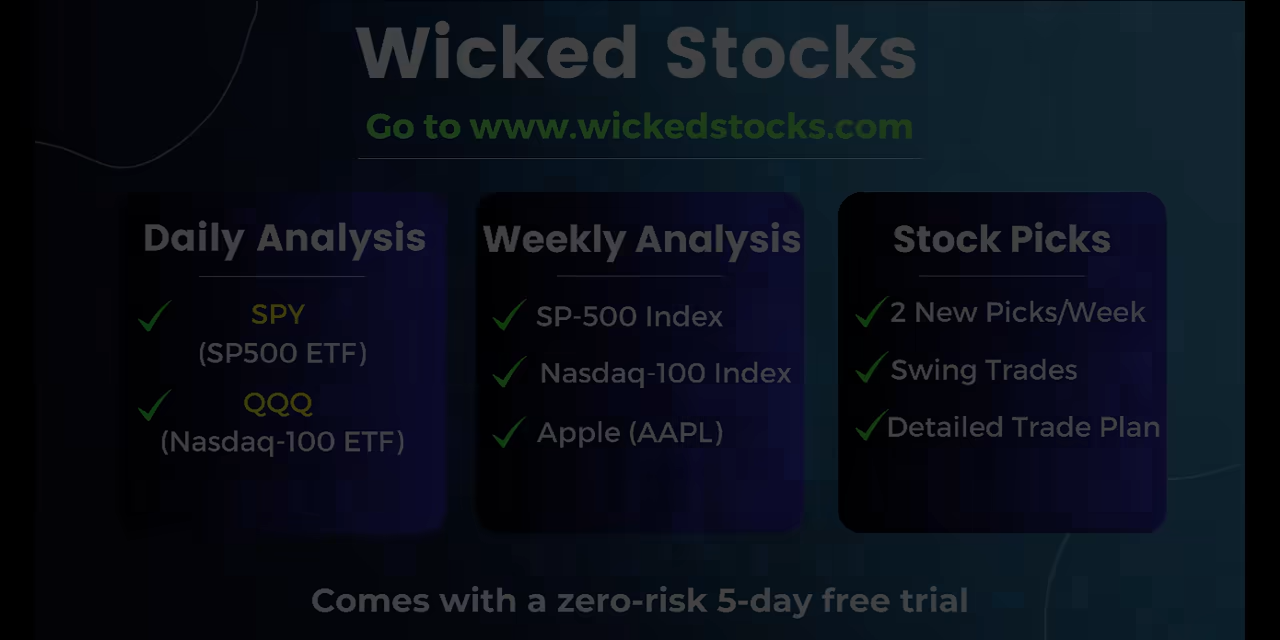 Wicked Stocks
Go to www.wickedstocks.com
Daily Analysis
SPY
(SP500 ETF)
QQQ
(Nasdaq-100 ETF)
Weekly Analysis
SP-500 Index
Nasdaq-100 Index
Apple (AAPL)
Stock Picks
2 New Picks/Week
Swing Trades
Detailed Trade Plan
Comes with a zero-risk 5-day free trial